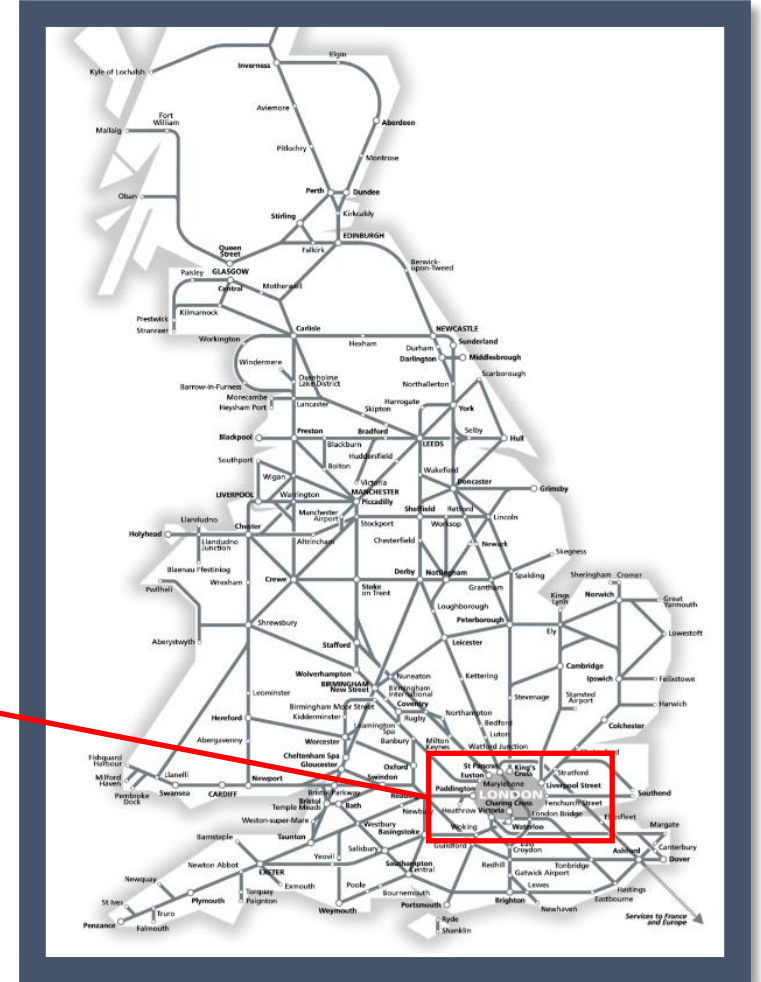 Elgin
Inverness
Kyle of Lochalsh
Aviemore
Fort
William
Mallaig
Aberdeen
Pitlochry
Montrose
Perth
Dundee
Oban
Kirkcaldy
Stirling
EDINBURGH
Queen
Street
Falkirk
Berwick-
upon-Tweed
Paisley
GLASGOW
Central
Motherwell
Kilmarnock
Prestwick
Stranraer
Carlisle
NEWCASTLE
Workington
Hexham
Durham
Sunderland
Darlington
Middlesbrough
Windermere
Oxenholme
Lake District
Scarborough
Barrow-in-Furness
Northallerton
Morecambe
Heysham Port
Lancaster
Harrogate
Skipton
York
Blackpool
Preston
Bradford
LEEDS
Selby
Hull
Blackburn
Huddersfield
Southport
Bolton
Wakefield
Wigan
Victoria
Doncaster
Grimsby
LIVERPOOL
Warrington
MANCHESTER
Piccadilly
Manchester
Airport
Sheffield
Retford
Lincoln
Llandudno
Chester
Stockport
Worksop
Holyhead
Llandudno
Junction
Altrincham
Chesterfield
Newark
Skegness
Blaenau Ffestiniog
Wrexham
Crewe
Derby
Nottingham
Spalding
Sheringham
Cromer
Pwllheli
Stoke
on Trent
Grantham
Kings
Lynn
Norwich
Great
Yarmouth
Loughborough
Shrewsbury
Peterborough
Ely
Lowestoft
Aberystwyth
Stafford
Leicester
Cambridge
Wolverhampton
BIRMINGHAM
New Street
Nuneaton
Kettering
Ipswich
Felixstowe
Leominster
Birmingham
International
Stevenage
Stansted
Airport
Harwich
Birmingham Moor Street
Coventry
Kidderminster
Rugby
Northampton
Hereford
Leamington
Spa
Bedford
Colchester
Abergavenny
Worcester
Banbury
Milton
Keynes
Luton
Watford Junction
Cheltenham Spa
Gloucester
Oxford
St Pancras
King's
Cross
Fishguard
Harbour
Euston
Stratford
Milford
Haven
Llanelli
Newport
Swindon
Paddington
Marylebone
Liverpool Street
Pembroke
Dock
Swansea
CARDIFF
Bristol Parkway
LONDON
Southend
Bristol
Temple Meads
Bath
Newbury
Charing Cross
Fenchurch Street
Heathrow
Victoria
London Bridge
Weston-super-Mare
Westbury
Woking
Waterloo
Margate
Barnstaple
Taunton
Basingstoke
Guildford
Croydon
Canterbury
Yeovil
Salisbury
Redhill
Tonbridge
Ashford
Dover
Newton Abbot
EXETER
Southampton
Central
Gatwick Airport
Newquay
Exmouth
Poole
Lewes
Hastings
Torquay
Paignton
Bournemouth
Eastbourne
St Ives
Plymouth
Weymouth
Portsmouth
Brighton
Newhaven
Truro
Ryde
Services to France
and Europe
Penzance
Falmouth
Shanklin